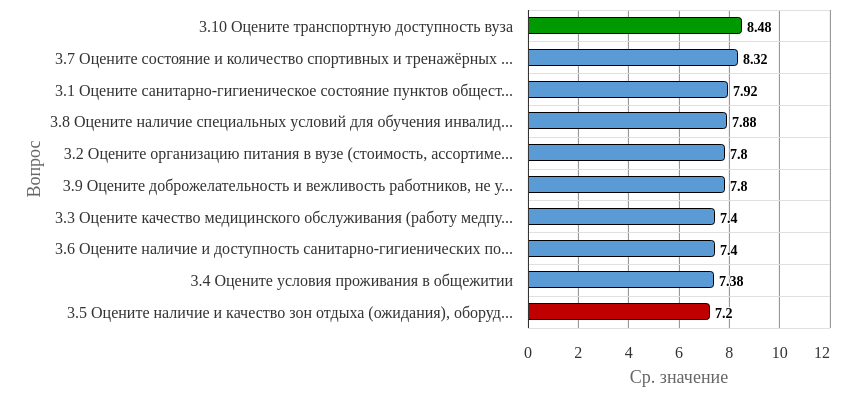 3.10 Оцените транспортную доступность вуза 8.48
3.7 Оцените состояние и количество спортивных и тренажёрных ... 8.32
3.1 Оцените санитарно-гигиеническое состояние пунктов общест... 7.92
3.8 Оцените наличие специальных условий для обучения инвалид... 7.88
3.2 Оцените организацию питания в вузе (стоимость, ассортиме... 7.8
3.9 Оцените доброжелательность и вежливость работников, не у... 7.8
3.3 Оцените качество медицинского обслуживания (работу медпу... 7.4
3.6 Оцените наличие и доступность санитарно-гигиенических по... 7.4
3.4 Оцените условия проживания в общежитии 7.38
3.5 Оцените наличие и качество зон отдыха (ожидания), оборуд... 7.2
Вопрос
0 2 4 6 8 10 12
Ср. значение